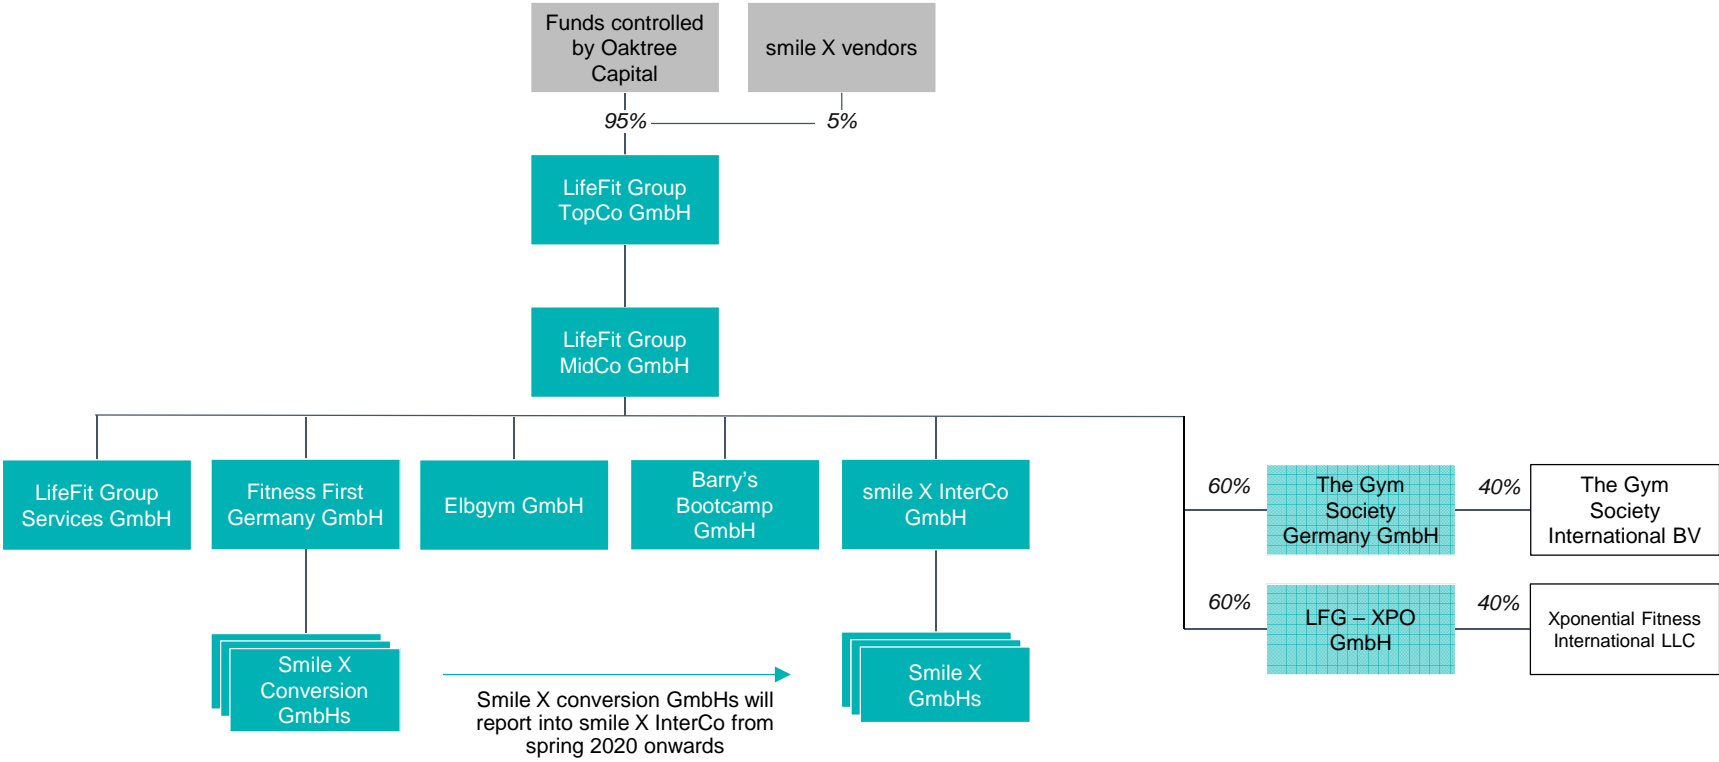 Funds controlled
by Oaktree
Capital
smile X vendors
95%
5%
LifeFit Group
TopCo GmbH
LifeFit Group
MidCo GmbH
LifeFit Group
Services GmbH
Fitness First
Germany GmbH
Elbgym GmbH
Barry’s
Bootcamp
GmbH
smile X InterCo
GmbH
60%
The Gym
Society
Germany GmbH
40%
The Gym
Society
International BV
60%
LFG – XPO
GmbH
40%
Xponential Fitness
International LLC
Smile X
Conversion
GmbHs
Smile X conversion GmbHs will
report into smile X InterCo from
spring 2020 onwards
Smile X
GmbHs